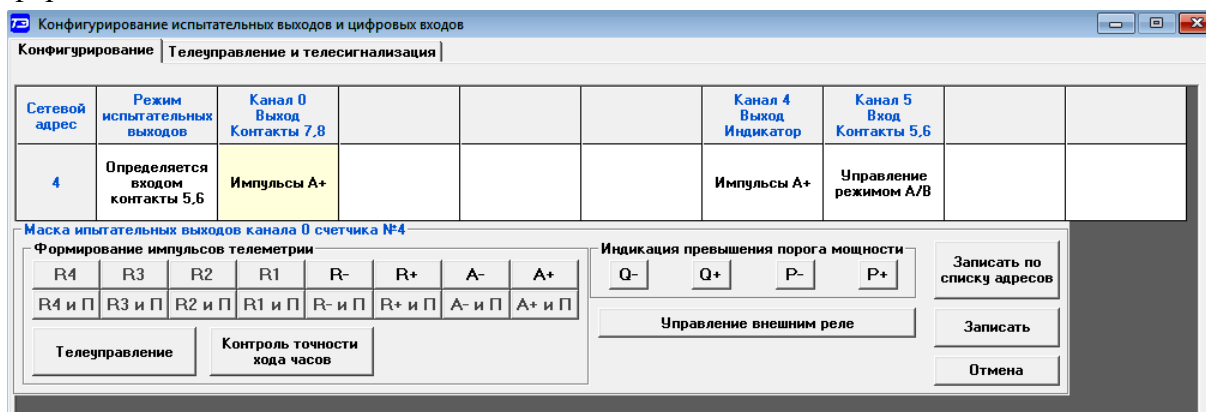 ТЭ Конфигурирование испытательных выходов и цифровых входов
Конфигурирование Телеуправление и телесигнализация
Сетевой адрес
Режим испытательных выходов
Канал 0 Выход Контакты 7,8
Канал 4 Выход Индикатор
Канал 5 Вход Контакты 5,6
4
Определяется входом контакты 5,6
Импульсы A+
Импульсы A+
Управление режимом A/B
Маска ипытательных выходов канала 0 счетчика №4
Формирование импульсов телеметрии
R4 R3 R2 R1 R- R+ A- A+
R4 и П R3 и П R2 и П R1 и П R- и П R+ и П A- и П A+ и П
Телеуправление
Контроль точности хода часов
Индикация превышения порога мощности
Q- Q+ P- P+
Управление внешним реле
Записать по списку адресов
Записать
Отмена